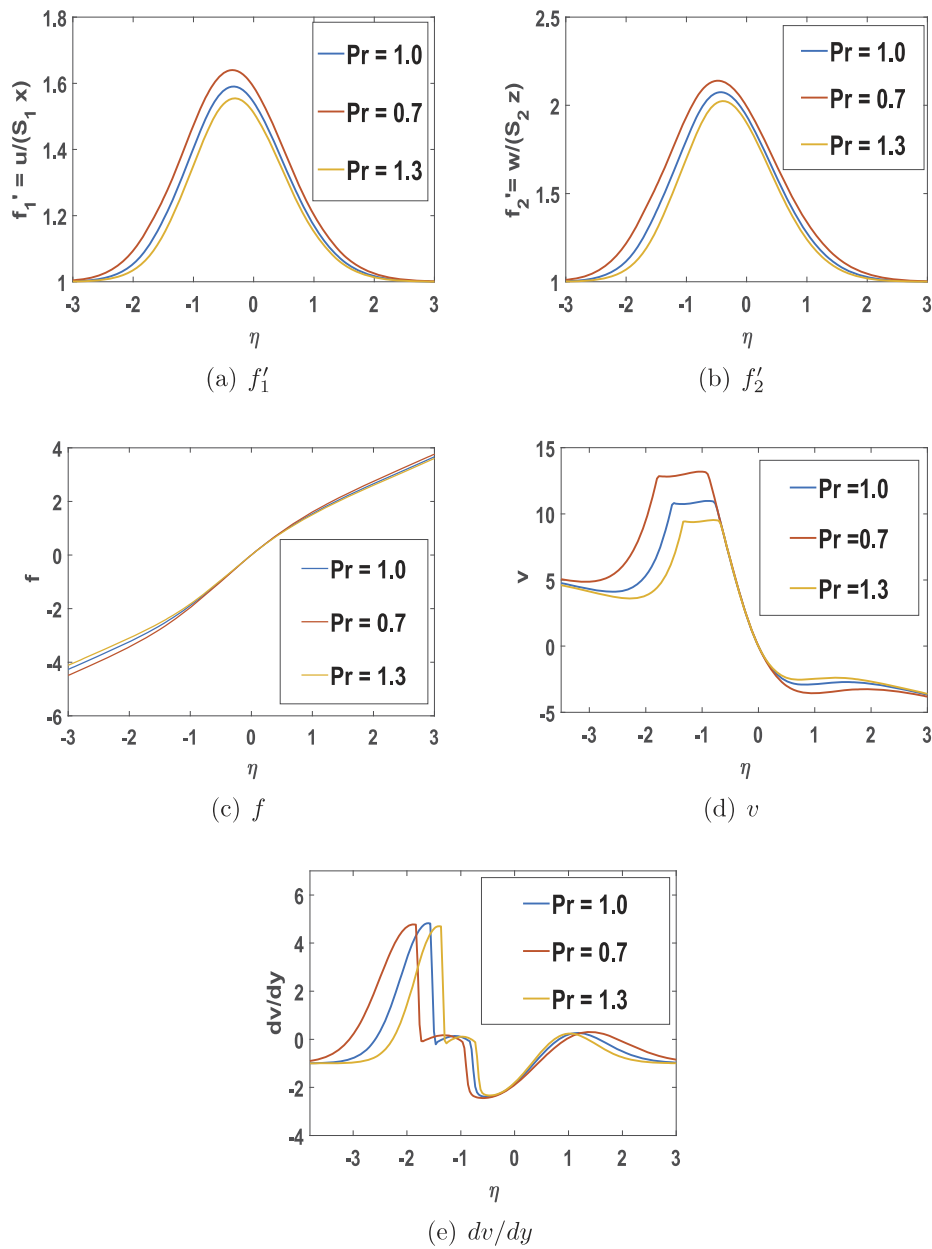 f₁' = u/(S₁ x)
1.8
1.6
1.4
1.2
1
-3 -2 -1 0 1 2 3
η
Pr = 1.0
Pr = 0.7
Pr = 1.3
(a) f₁′
f₂'= w/(S₂ z)
2.5
2
1.5
1
-3 -2 -1 0 1 2 3
η
Pr = 1.0
Pr = 0.7
Pr = 1.3
(b) f₂′
f
4
2
0
-2
-4
-6
-3 -2 -1 0 1 2 3
η
Pr = 1.0
Pr = 0.7
Pr = 1.3
(c) f
v
15
10
5
0
-5
-3 -2 -1 0 1 2 3
η
Pr =1.0
Pr =0.7
Pr =1.3
(d) v
dv/dy
6
4
2
0
-2
-4
-3 -2 -1 0 1 2 3
η
Pr = 1.0
Pr = 0.7
Pr = 1.3
(e) dv/dy